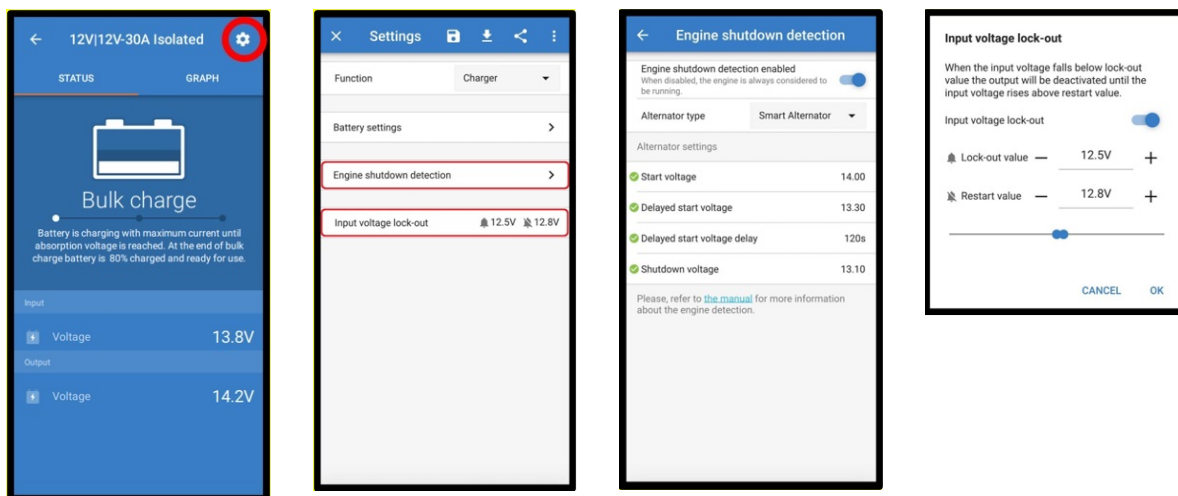 12V|12V-30A Isolated
STATUS
GRAPH
Bulk charge
Battery is charging with maximum current until
absorption voltage is reached. At the end of bulk
charge battery is 80% charged and ready for use.
Input
Voltage 13.8V
Output
Voltage 14.2V
Settings
Function Charger
Battery settings
Engine shutdown detection
Input voltage lock-out 12.5V 12.8V
Engine shutdown detection
Engine shutdown detection enabled
When disabled, the engine is always considered to
be running.
Alternator type Smart Alternator
Alternator settings
Start voltage 14.00
Delayed start voltage 13.30
Delayed start voltage delay 120s
Shutdown voltage 13.10
Please, refer to the manual for more information
about the engine detection.
Input voltage lock-out
When the input voltage falls below lock-out
value the output will be deactivated until the
input voltage rises above restart value.
Input voltage lock-out
Lock-out value — 12.5V +
Restart value — 12.8V +
CANCEL OK